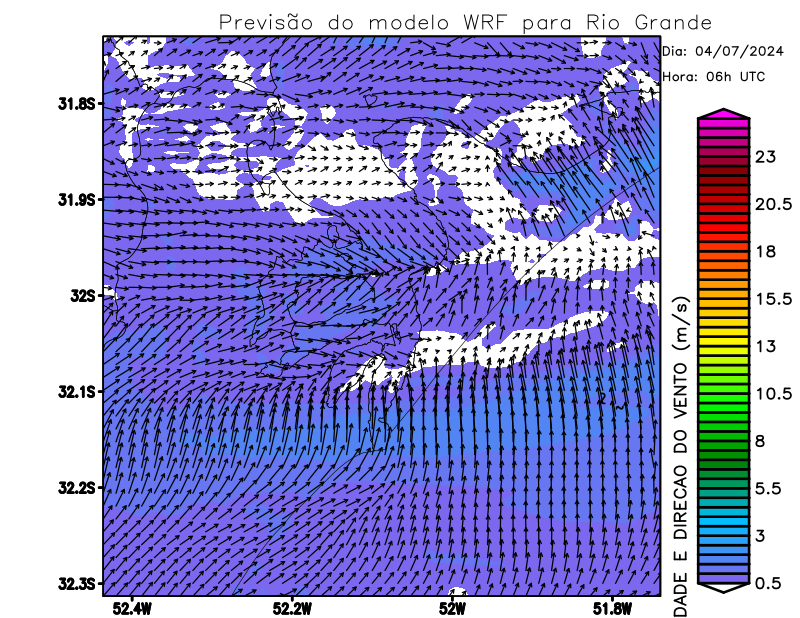 Previsão do modelo WRF para Rio Grande
Dia: 04/07/2024
Hora: 06h UTC
31.8S
31.9S
32S
32.1S
32.2S
32.3S
52.4W
52.2W
52W
51.8W
23
20.5
18
15.5
13
10.5
8
5.5
3
0.5
DADE E DIRECAO DO VENTO (m/s)
2